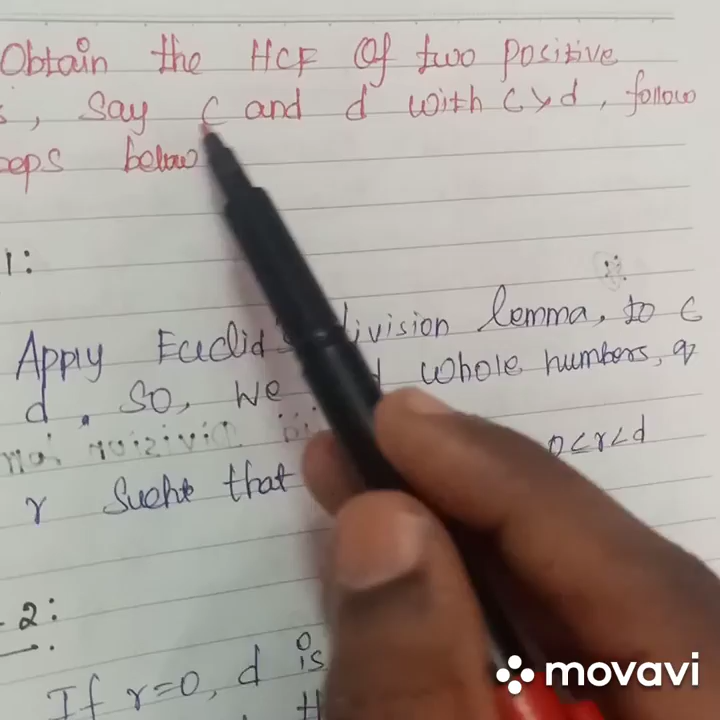 Obtain the HCF Of two positive
s, Say c and d with c>d, follow
eps below
1:
Apply Euclid's division lemma, to c
d. So, we whole numbers, q
r Such that 0<r<d
- 2:
If r=0, d is
movavi